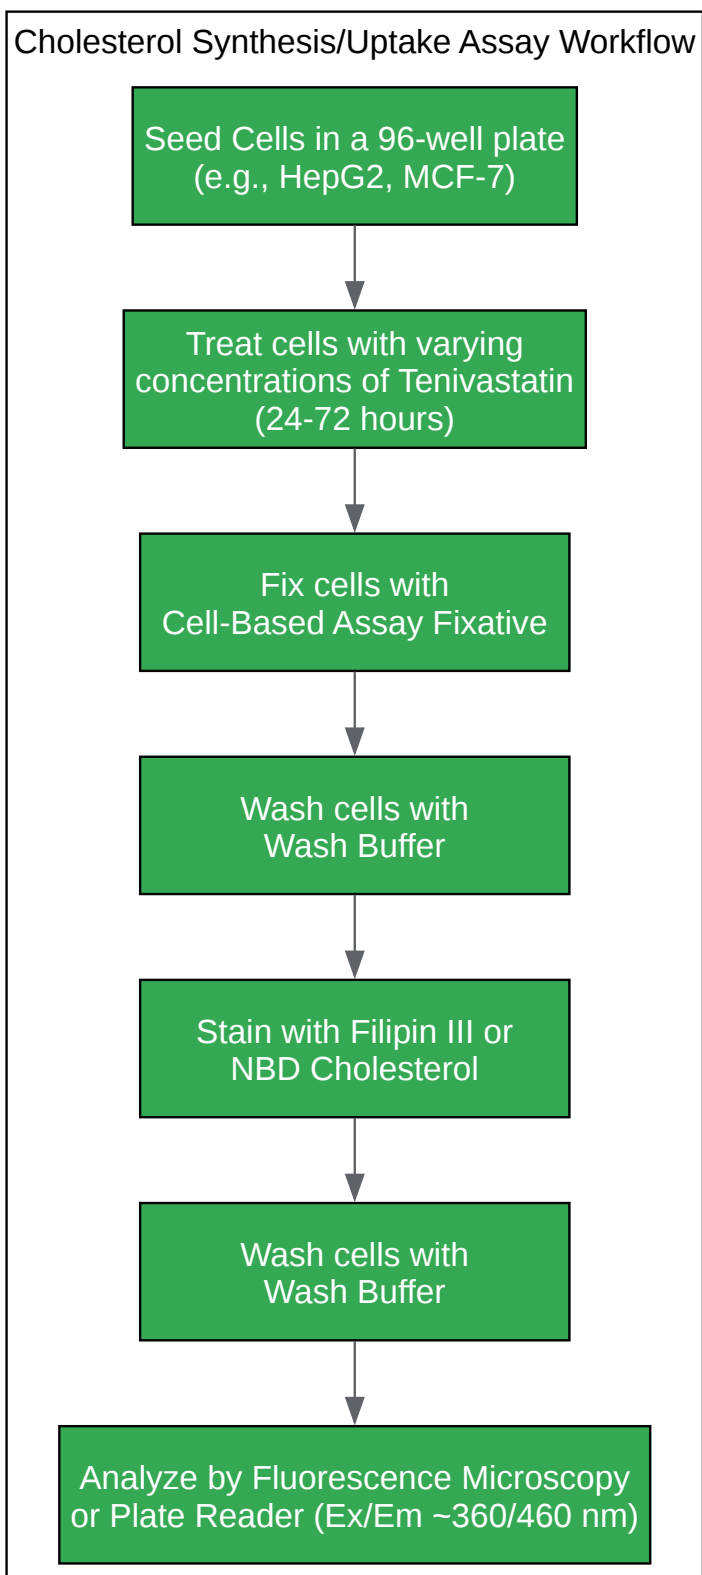 Cholesterol Synthesis/Uptake Assay Workflow
Seed Cells in a 96-well plate
(e.g., HepG2, MCF-7)
Treat cells with varying
concentrations of Tenivastatin
(24-72 hours)
Fix cells with
Cell-Based Assay Fixative
Wash cells with
Wash Buffer
Stain with Filipin III or
NBD Cholesterol
Wash cells with
Wash Buffer
Analyze by Fluorescence Microscopy
or Plate Reader (Ex/Em ~360/460 nm)